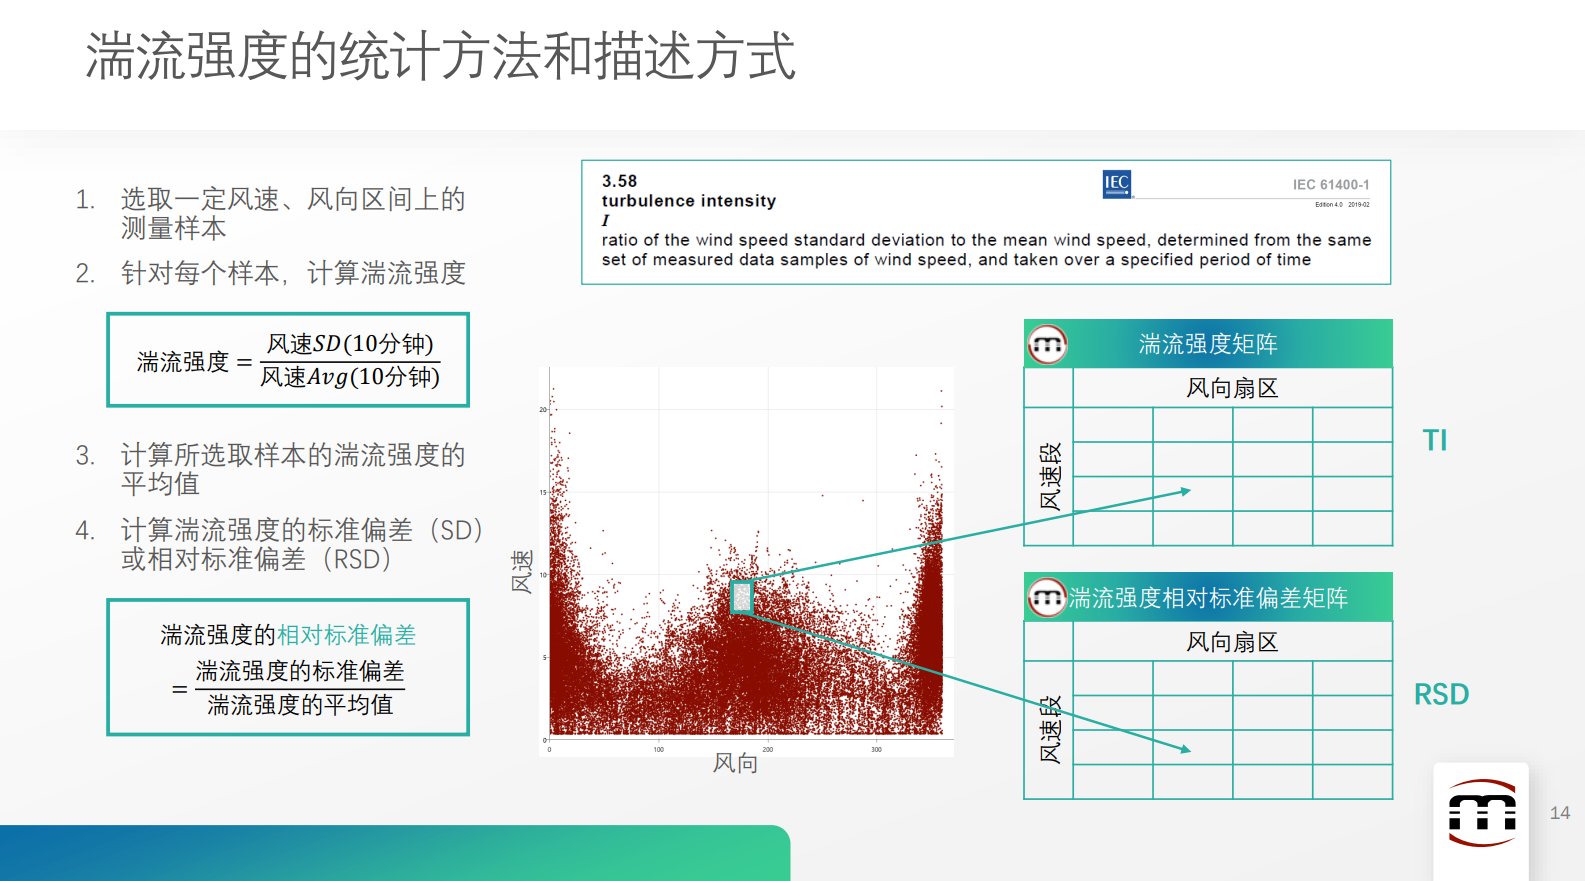 湍流强度的统计方法和描述方式
1. 选取一定风速、风向区间上的
测量样本
2. 针对每个样本，计算湍流强度
湍流强度 = 风速SD(10分钟)
风速Avg(10分钟)
3. 计算所选取样本的湍流强度的
平均值
4. 计算湍流强度的标准偏差（SD）
或相对标准偏差（RSD）
湍流强度的相对标准偏差
= 湍流强度的标准偏差
湍流强度的平均值
3.58
turbulence intensity
I
ratio of the wind speed standard deviation to the mean wind speed, determined from the same
set of measured data samples of wind speed, and taken over a specified period of time
IEC
IEC 61400-1
Edition 4.0 2019-02
风速
20
15
10
5
0
0 100 200 300
风向
湍流强度矩阵
风向扇区
风速段
TI
湍流强度相对标准偏差矩阵
风向扇区
风速段
RSD
m
14